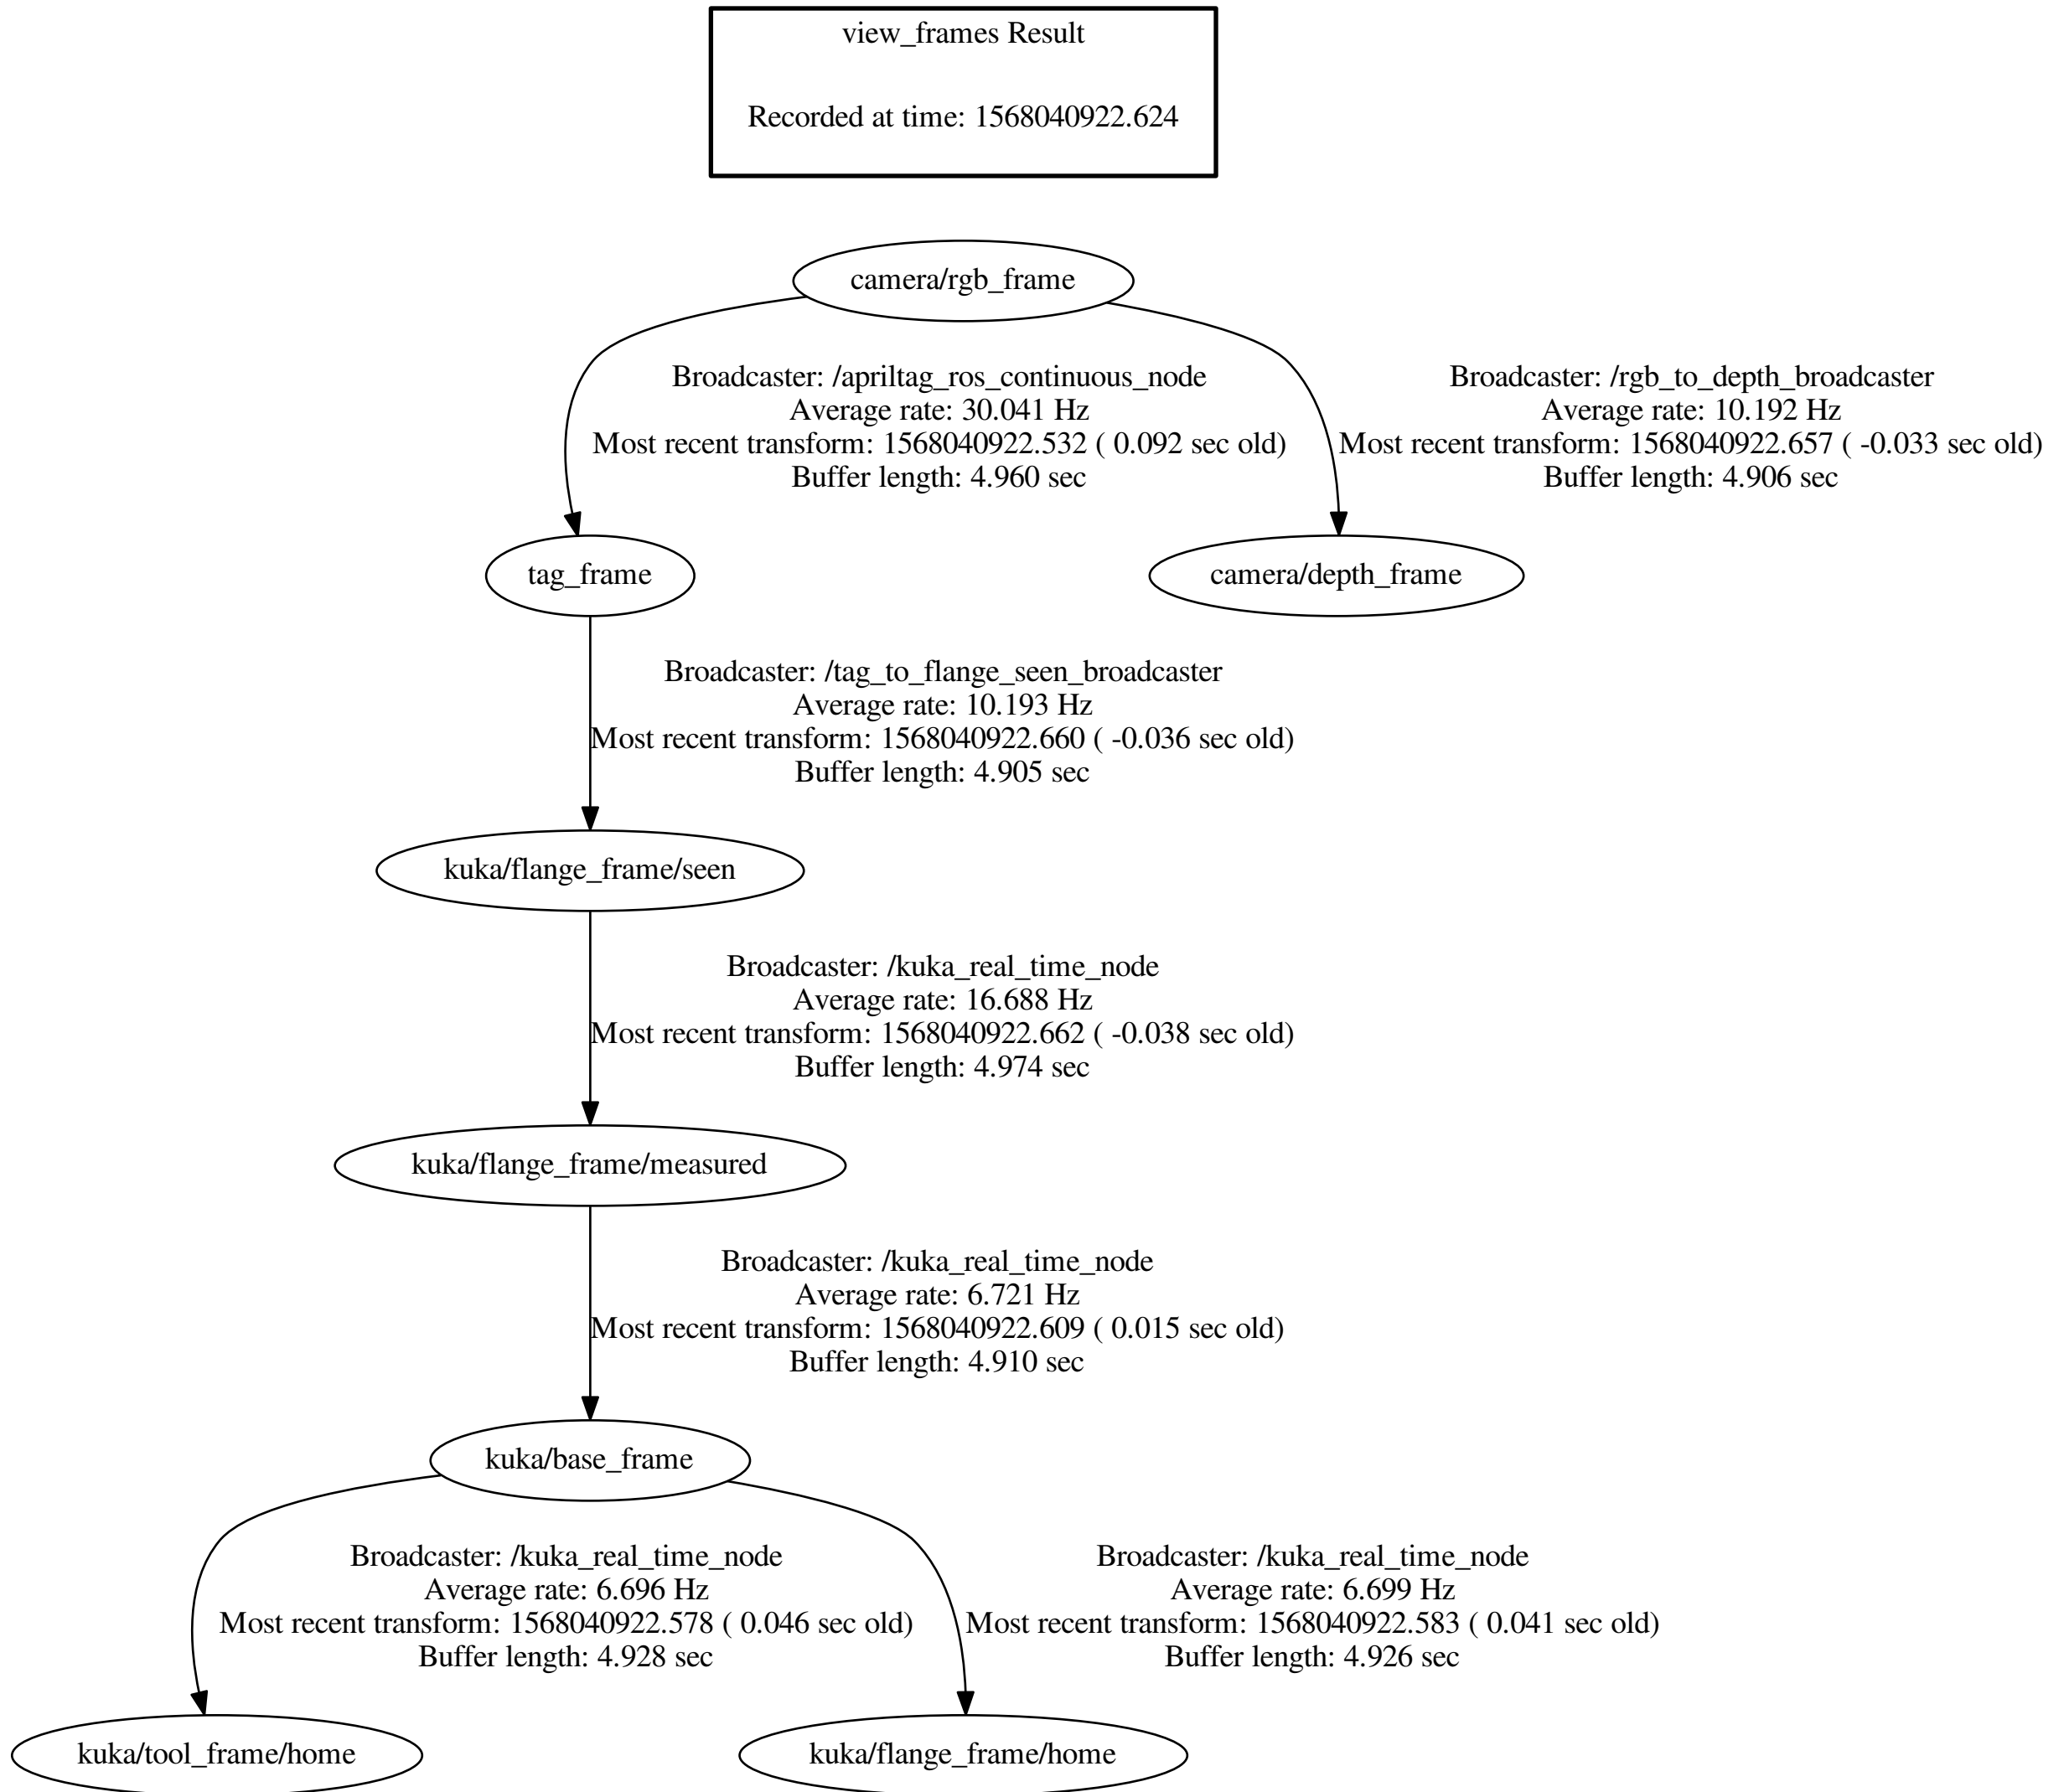 view_frames Result
Recorded at time: 1568040922.624
camera/rgb_frame
Broadcaster: /apriltag_ros_continuous_node
Average rate: 30.041 Hz
Most recent transform: 1568040922.532 ( 0.092 sec old)
Buffer length: 4.960 sec
Broadcaster: /rgb_to_depth_broadcaster
Average rate: 10.192 Hz
Most recent transform: 1568040922.657 ( -0.033 sec old)
Buffer length: 4.906 sec
tag_frame
camera/depth_frame
Broadcaster: /tag_to_flange_seen_broadcaster
Average rate: 10.193 Hz
Most recent transform: 1568040922.660 ( -0.036 sec old)
Buffer length: 4.905 sec
kuka/flange_frame/seen
Broadcaster: /kuka_real_time_node
Average rate: 16.688 Hz
Most recent transform: 1568040922.662 ( -0.038 sec old)
Buffer length: 4.974 sec
kuka/flange_frame/measured
Broadcaster: /kuka_real_time_node
Average rate: 6.721 Hz
Most recent transform: 1568040922.609 ( 0.015 sec old)
Buffer length: 4.910 sec
kuka/base_frame
Broadcaster: /kuka_real_time_node
Average rate: 6.696 Hz
Most recent transform: 1568040922.578 ( 0.046 sec old)
Buffer length: 4.928 sec
Broadcaster: /kuka_real_time_node
Average rate: 6.699 Hz
Most recent transform: 1568040922.583 ( 0.041 sec old)
Buffer length: 4.926 sec
kuka/tool_frame/home
kuka/flange_frame/home